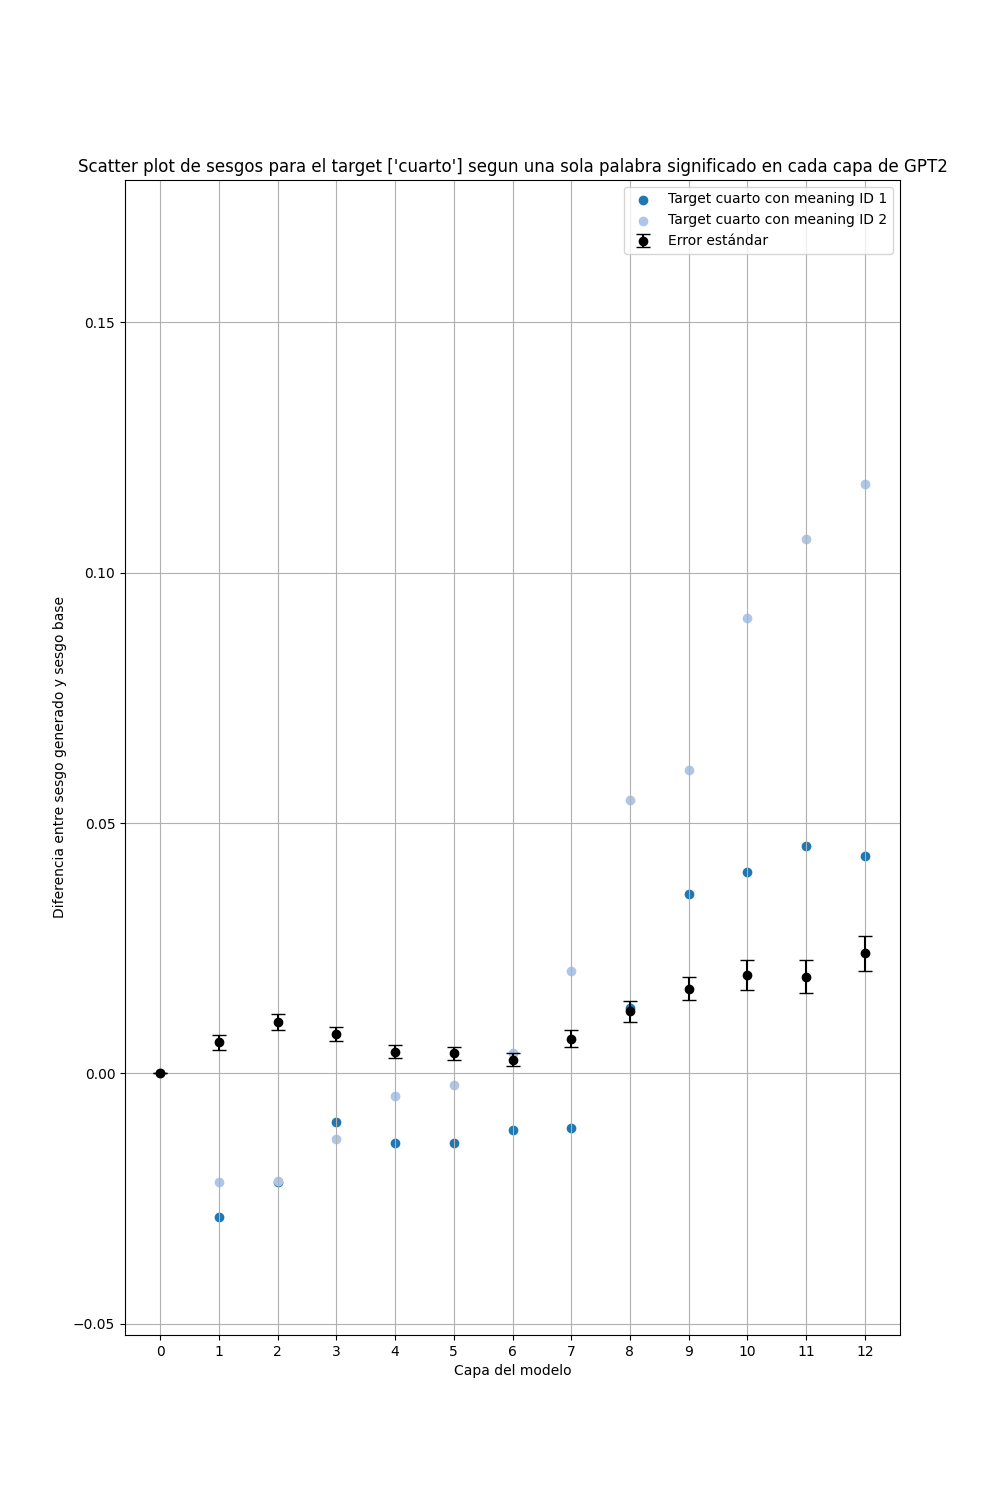 Scatter plot de sesgos para el target ['cuarto'] segun una sola palabra significado en cada capa de GPT2
Target cuarto con meaning ID 1
Target cuarto con meaning ID 2
Error estándar
Diferencia entre sesgo generado y sesgo base
0.15
0.10
0.05
0.00
−0.05
0 1 2 3 4 5 6 7 8 9 10 11 12
Capa del modelo